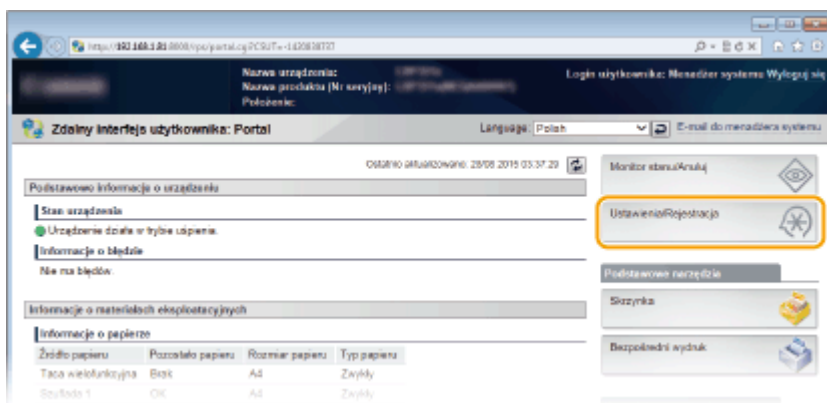 Nazwa urządzenia:
Nazwa produktu (Nr seryjny):
Położenie:
Login użytkownika: Menedżer systemu Wyloguj się
Zdalny interfejs użytkownika: Portal
Language: Polish
E-mail do menadżera systemu
Ostatnio aktualizowano: 28/08 2015 03:37:29
Podstawowe informacje o urządzeniu
Stan urządzenia
Urządzenie działa w trybie uśpienia.
Informacje o błędzie
Nie ma błędów.
Informacje o materiałach eksploatacyjnych
Informacje o papierze
Źródło papieru Pozostało papieru Rozmiar papieru Typ papieru
Taca wielofunkcyjna Brak A4 Zwykły
Szuflada 1 OK A4 Zwykły
Monitor stanu/Anuluj
Ustawienia/Rejestracja
Podstawowe narzędzia
Skrzynka
Bezpośredni wydruk